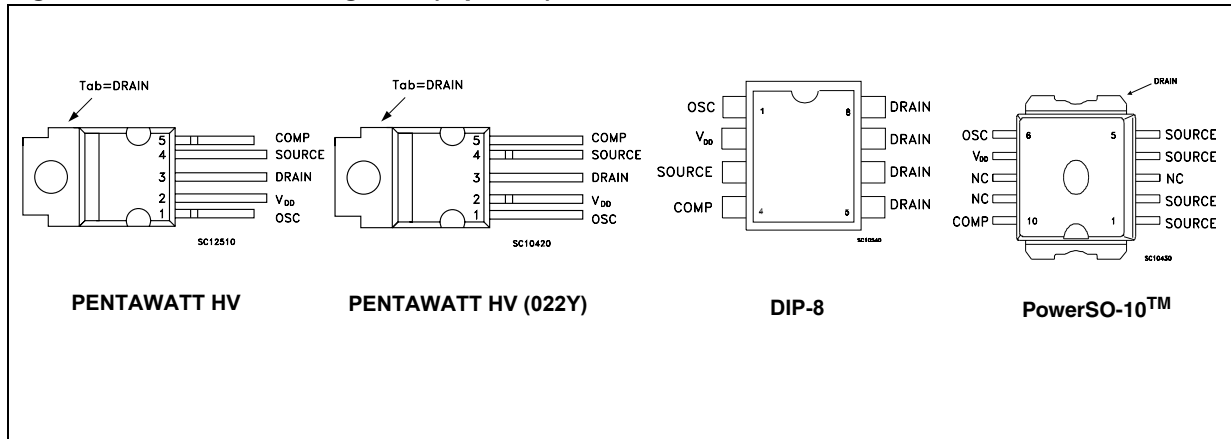 Tab=DRAIN
5
4
3
2
1
COMP
SOURCE
DRAIN
VDD
OSC
SC12510
PENTAWATT HV
Tab=DRAIN
5
4
3
2
1
COMP
SOURCE
DRAIN
VDD
OSC
SC10420
PENTAWATT HV (022Y)
OSC
VDD
SOURCE
COMP
1
8
4
5
DRAIN
DRAIN
DRAIN
DRAIN
SC10540
DIP-8
DRAIN
OSC
VDD
NC
NC
COMP
6
5
10
1
SOURCE
SOURCE
NC
SOURCE
SOURCE
SC10430
PowerSO-10TM